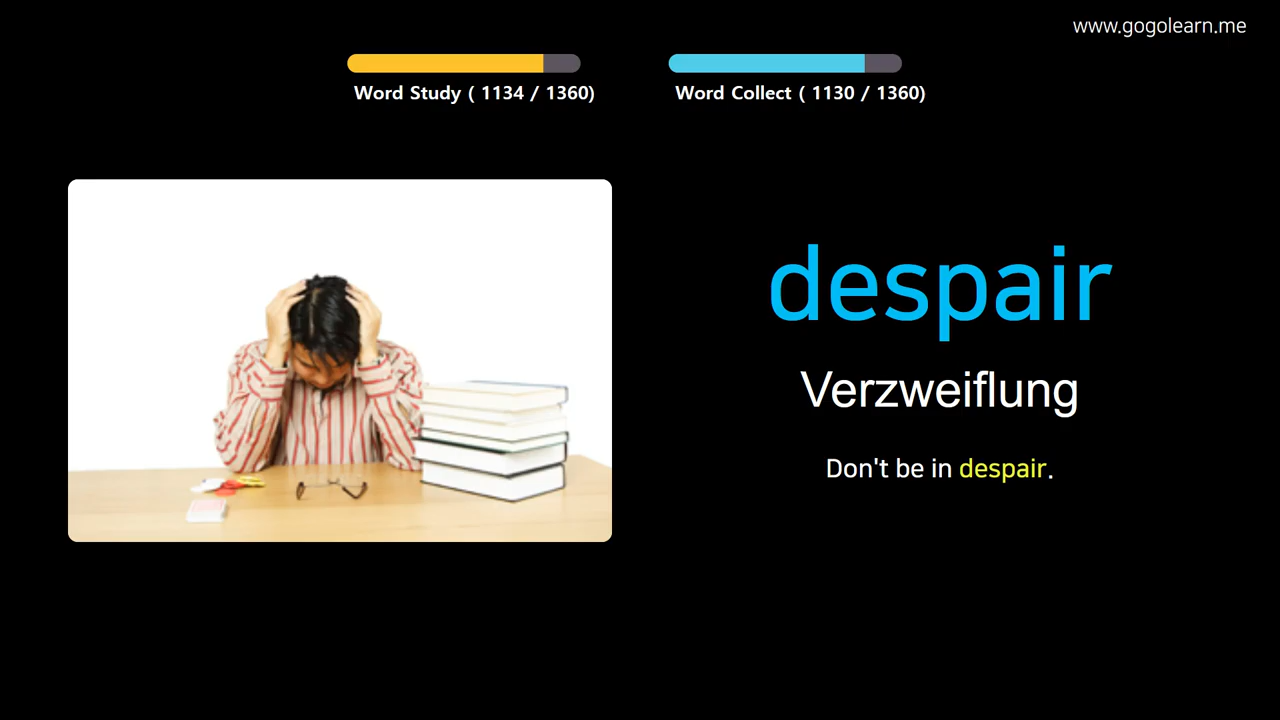 www.gogolearn.me
Word Study ( 1134 / 1360)
Word Collect ( 1130 / 1360)
despair
Verzweiflung
Don't be in despair.